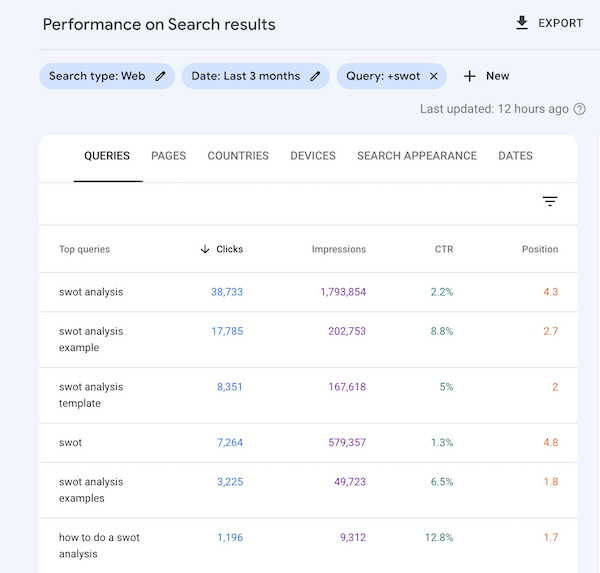 Performance on Search results
EXPORT
Search type: Web
Date: Last 3 months
Query: +swot
New
Last updated: 12 hours ago
QUERIES PAGES COUNTRIES DEVICES SEARCH APPEARANCE DATES
Top queries Clicks Impressions CTR Position
swot analysis 38,733 1,793,854 2.2% 4.3
swot analysis
example 17,785 202,753 8.8% 2.7
swot analysis
template 8,351 167,618 5% 2
swot 7,264 579,357 1.3% 4.8
swot analysis
examples 3,225 49,723 6.5% 1.8
how to do a swot
analysis 1,196 9,312 12.8% 1.7